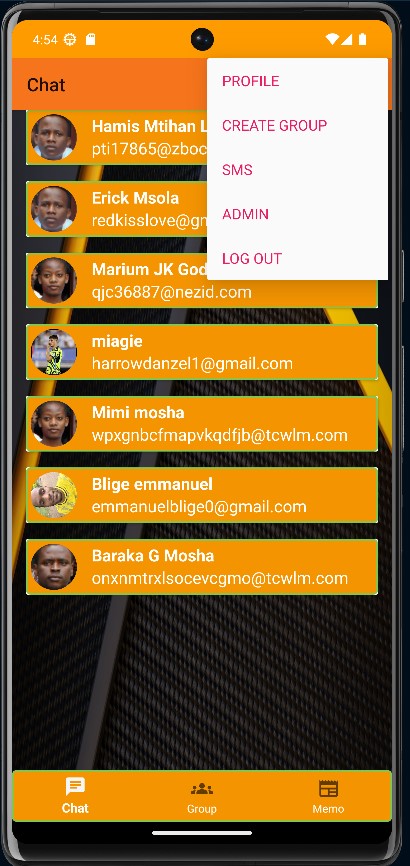 4:54
Chat
PROFILE
CREATE GROUP
SMS
ADMIN
LOG OUT
Hamis Mtihan L
pti17865@zboc
Erick Msola
redkisslove@gm
Marium JK God
qjc36887@nezid.com
miagie
harrowdanzel1@gmail.com
Mimi mosha
wpxgnbcfmapvkqdfjb@tcwlm.com
Blige emmanuel
emmanuelblige0@gmail.com
Baraka G Mosha
onxnmtrxlsocevcgmo@tcwlm.com
Chat
Group
Memo